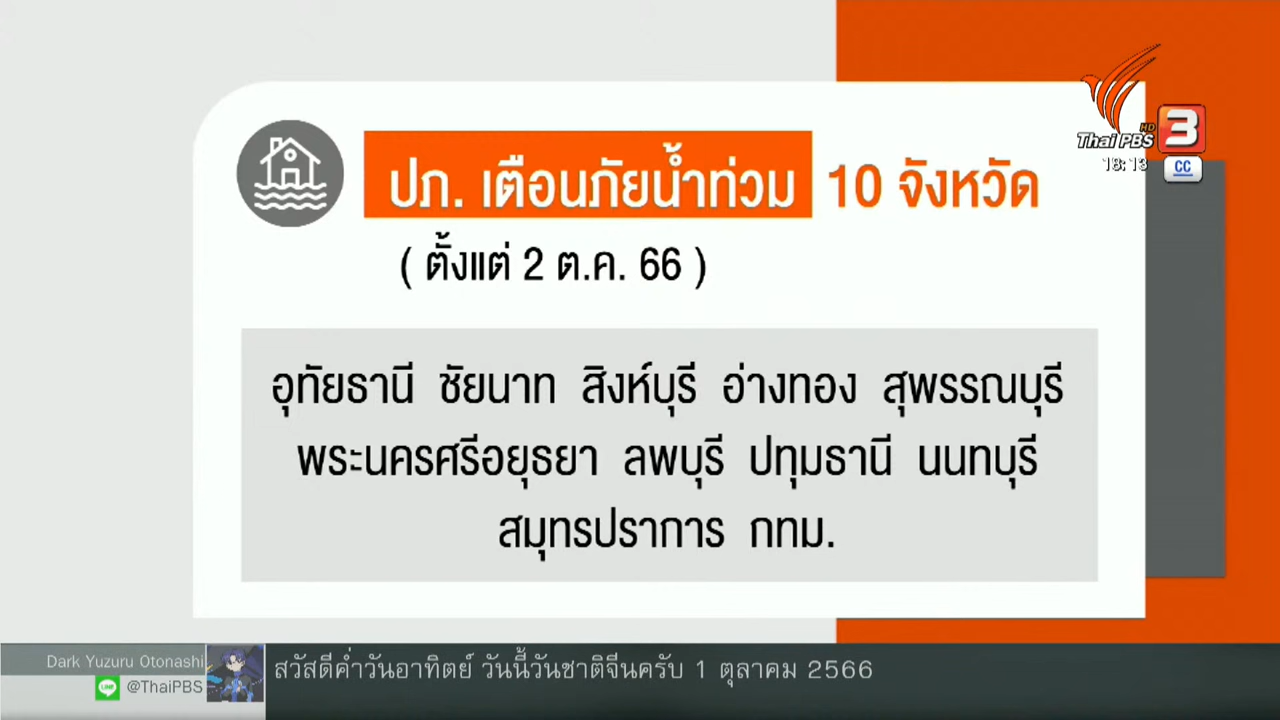 ปภ. เตือนภัยน้ำท่วม 10 จังหวัด
( ตั้งแต่ 2 ต.ค. 66 )
อุทัยธานี ชัยนาท สิงห์บุรี อ่างทอง สุพรรณบุรี
พระนครศรีอยุธยา ลพบุรี ปทุมธานี นนทบุรี
สมุทรปราการ กทม.
Thai PBS HD 3
18:13 CC
Dark Yuzuru Otonashi
LINE @ThaiPBS
สวัสดีค่ำวันอาทิตย์ วันนี้วันชาติจีนครับ 1 ตุลาคม 2566